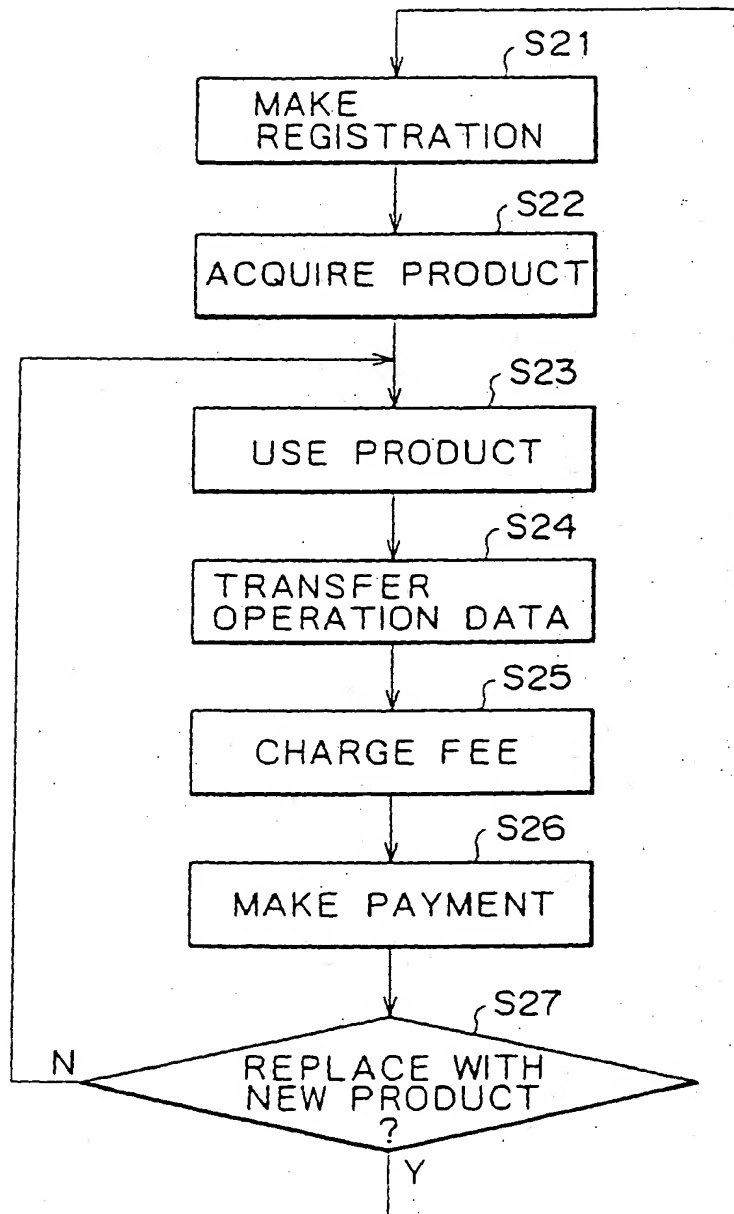 S21
MAKE
REGISTRATION
S22
ACQUIRE PRODUCT
S23
USE PRODUCT
S24
TRANSFER
OPERATION DATA
S25
CHARGE FEE
S26
MAKE PAYMENT
S27
N
REPLACE WITH
NEW PRODUCT
?
Y